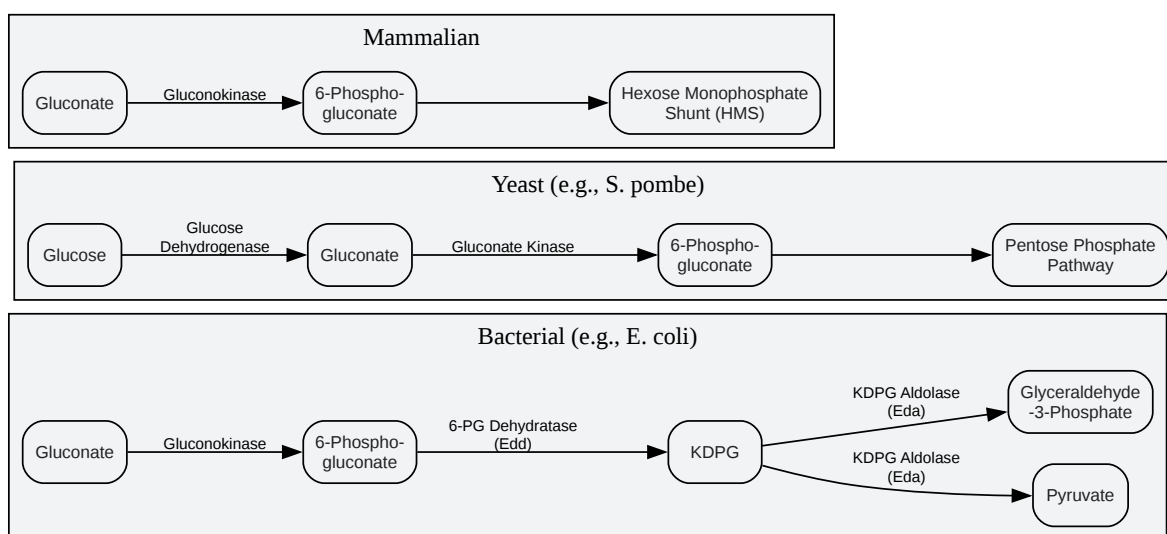 Mammalian
Gluconate
Gluconokinase
6-Phospho-
gluconate
Hexose Monophosphate
Shunt (HMS)
Yeast (e.g., S. pombe)
Glucose
Glucose
Dehydrogenase
Gluconate
Gluconate Kinase
6-Phospho-
gluconate
Pentose Phosphate
Pathway
Bacterial (e.g., E. coli)
Gluconate
Gluconokinase
6-Phospho-
gluconate
6-PG Dehydratase
(Edd)
KDPG
KDPG Aldolase
(Eda)
Glyceraldehyde
-3-Phosphate
KDPG Aldolase
(Eda)
Pyruvate